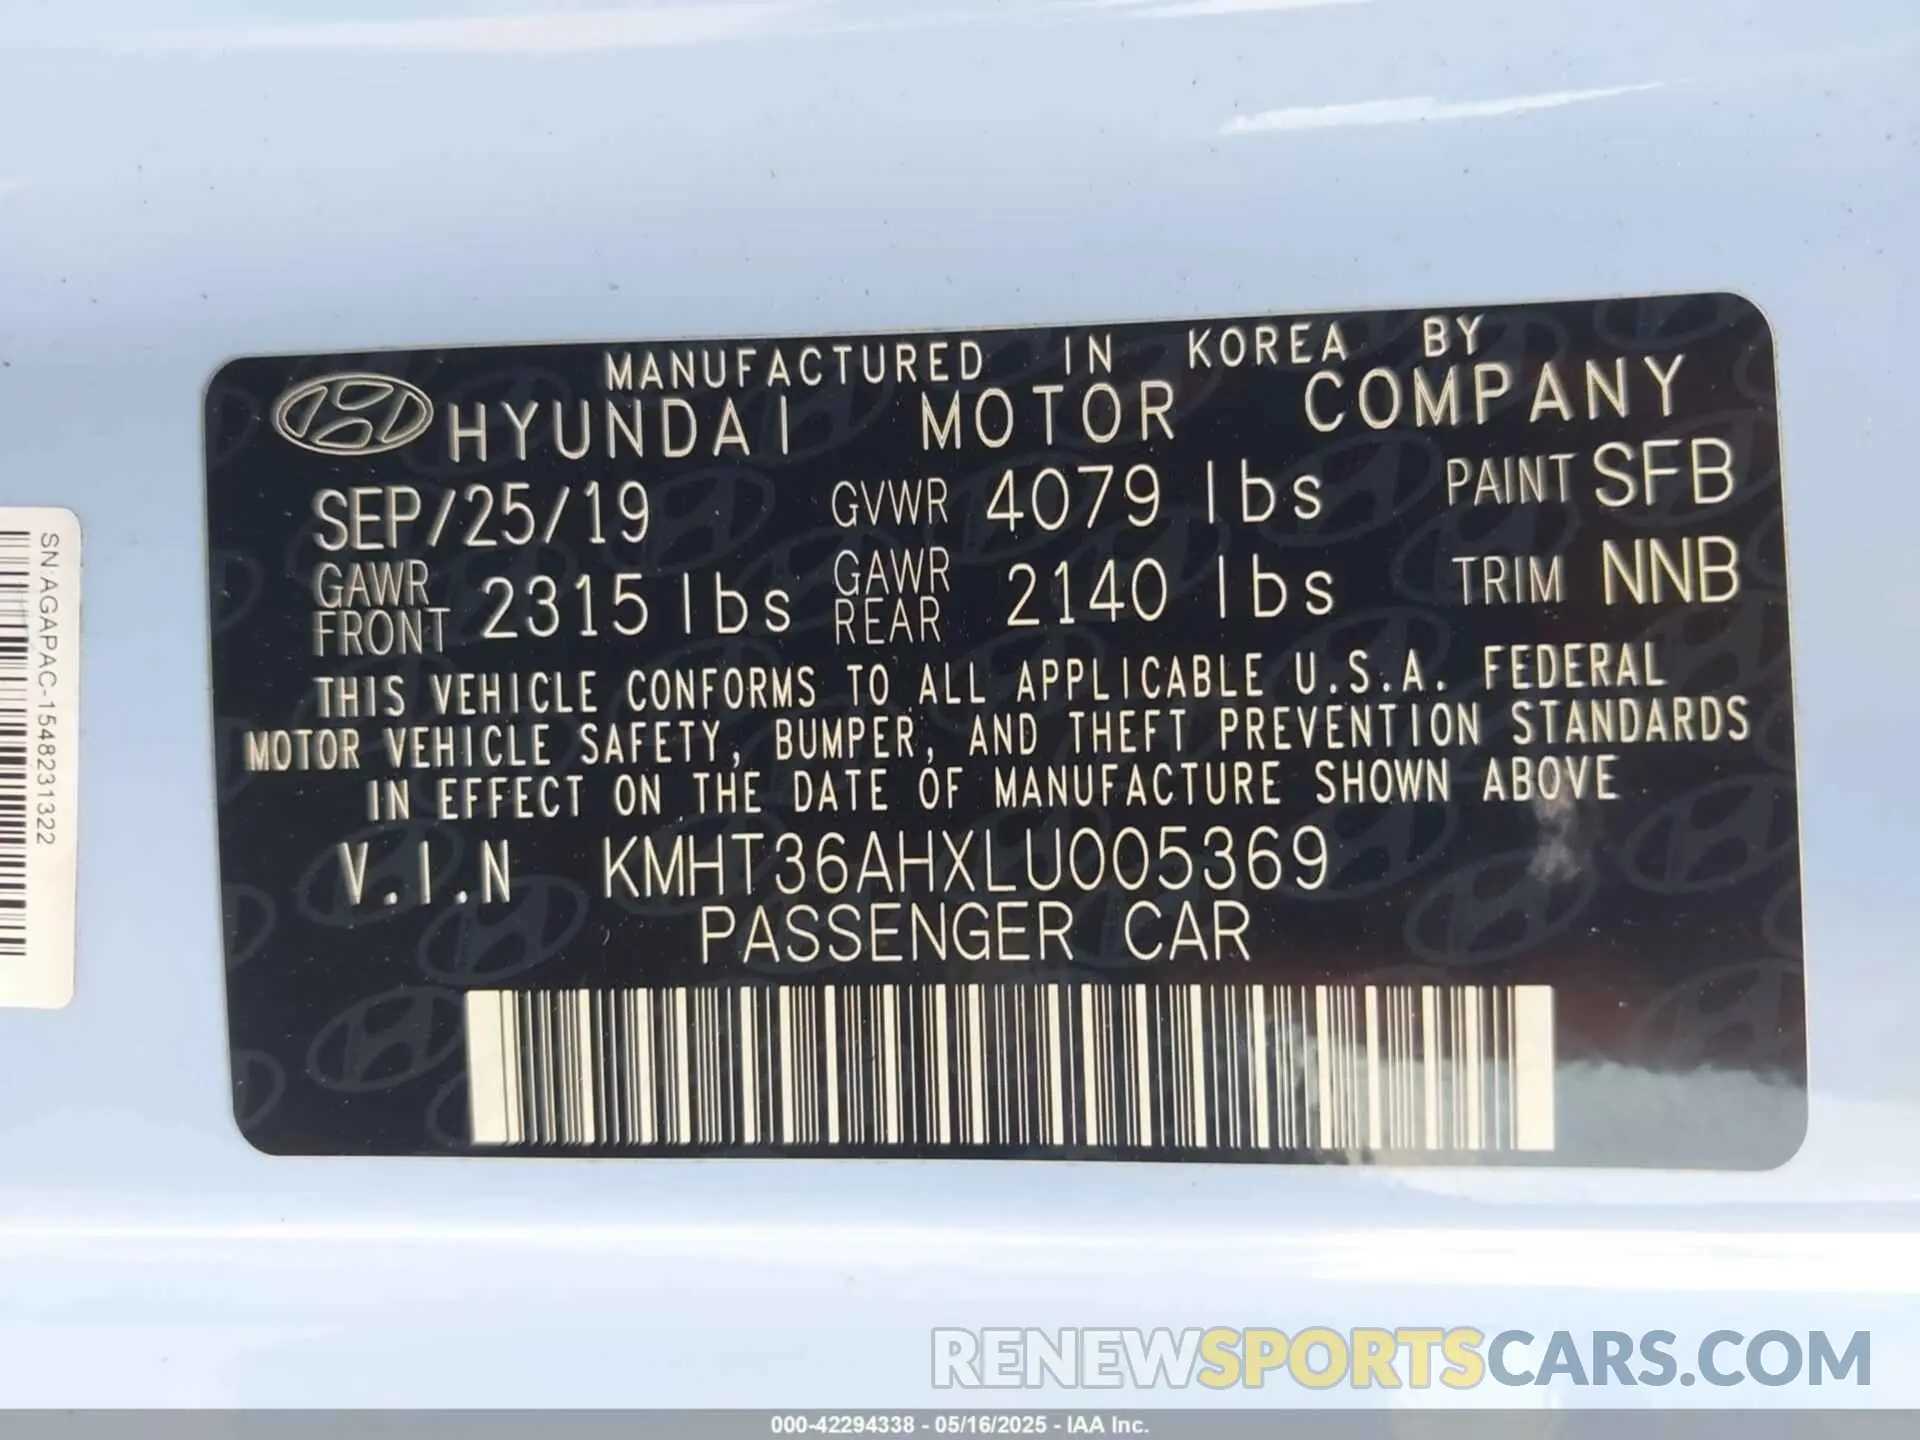 MANUFACTURED IN KOREA BY
HYUNDAI MOTOR COMPANY
SEP/25/19 GVWR 4079 lbs PAINT SFB
GAWR FRONT 2315 lbs GAWR REAR 2140 lbs TRIM NNB
THIS VEHICLE CONFORMS TO ALL APPLICABLE U.S.A. FEDERAL
MOTOR VEHICLE SAFETY, BUMPER, AND THEFT PREVENTION STANDARDS
IN EFFECT ON THE DATE OF MANUFACTURE SHOWN ABOVE
V.I.N KMHT36AHXLU005369
PASSENGER CAR
SN:AGAPAC-1548231322
RENEWSPORTSCARS.COM
000-42294338 - 05/16/2025 - IAA Inc.